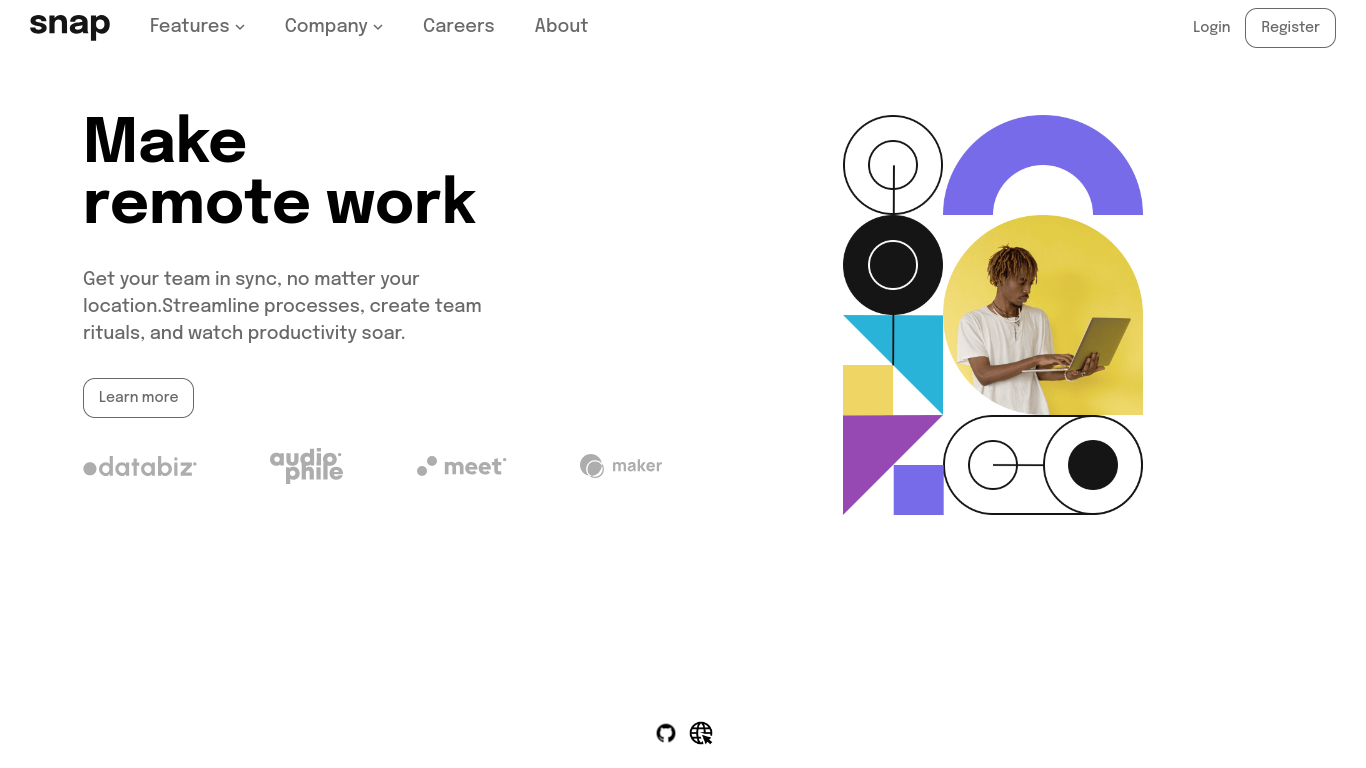 snap
Features
Company
Careers
About
Login
Register
Make
remote work
Get your team in sync, no matter your
location.Streamline processes, create team
rituals, and watch productivity soar.
Learn more
databiz
audiophile
meet
maker